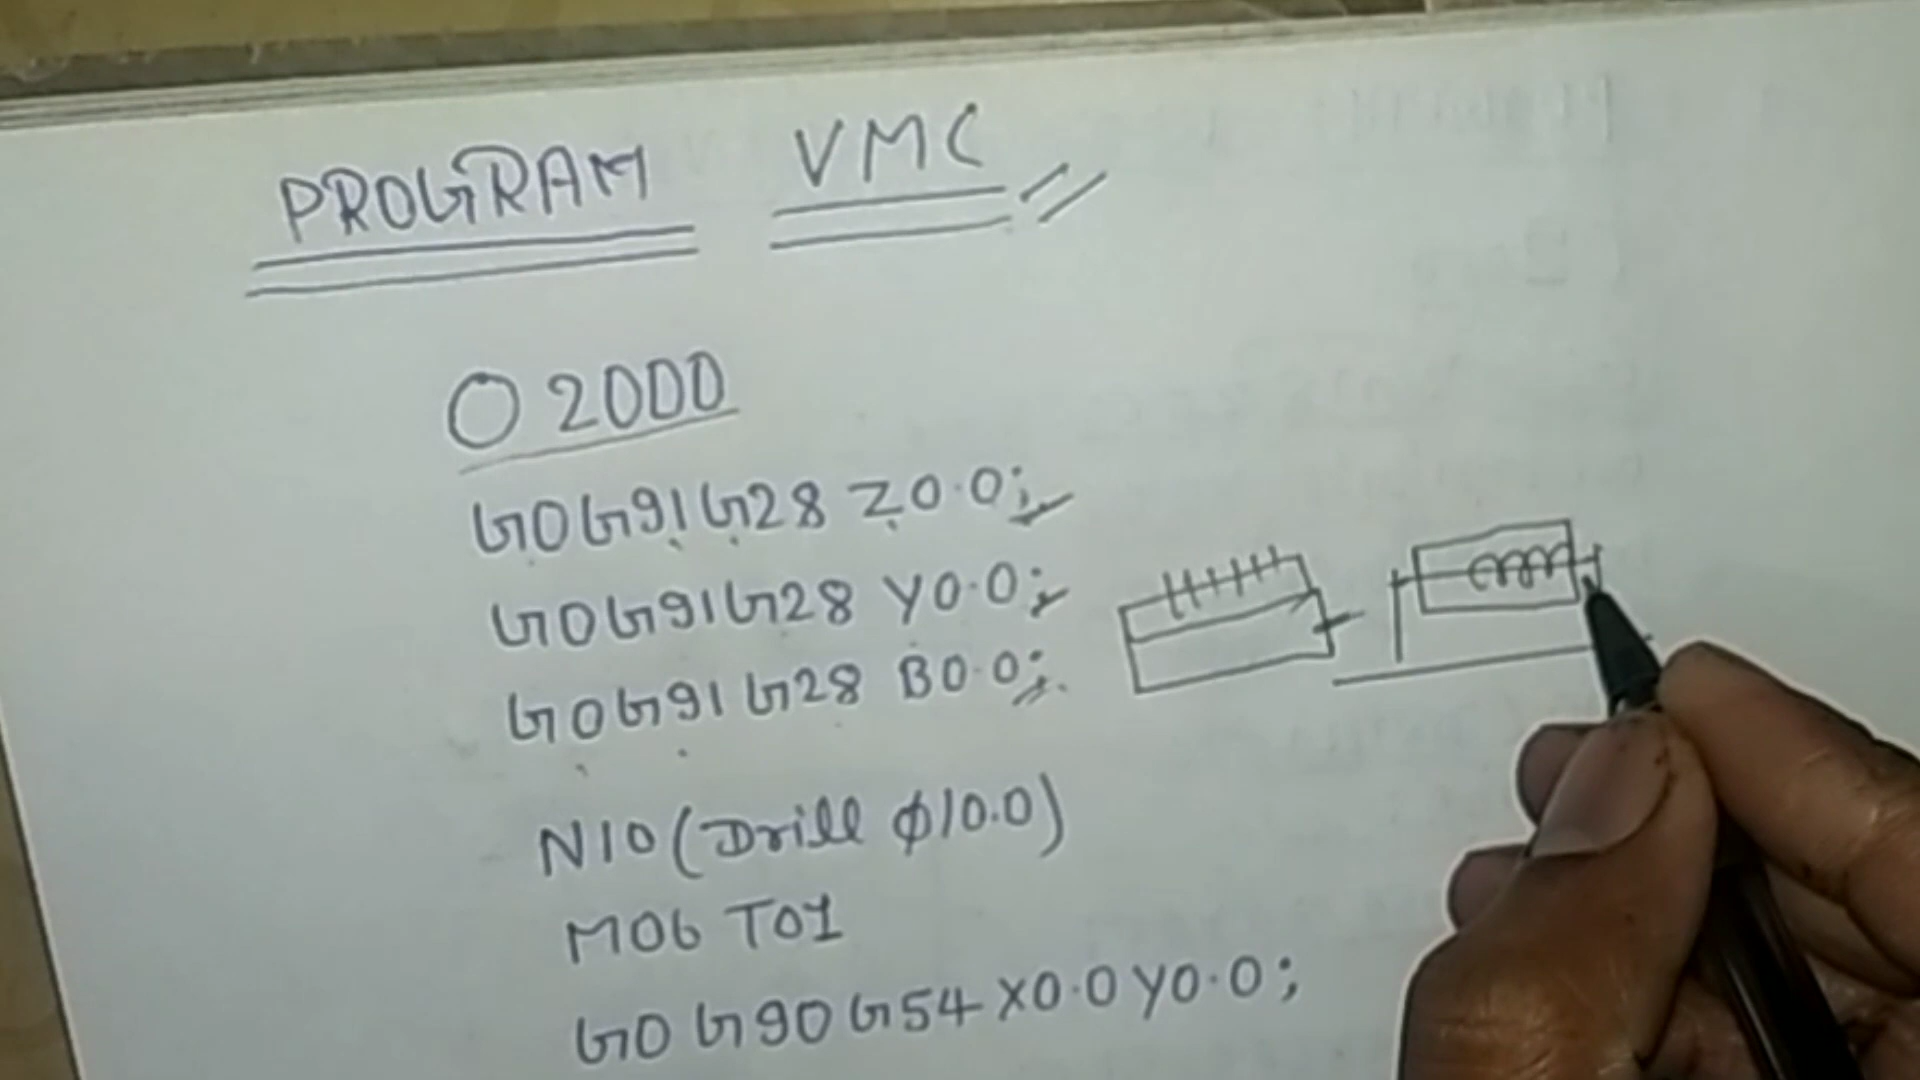 PROGRAM VMC
O 2000
G0G91G28 Z0.0;
G0G91G28 Y0.0;
G0G91G28 B0.0;
N10(Drill ϕ10.0)
M06 T01
G0 G90 G54 X0.0 Y0.0;